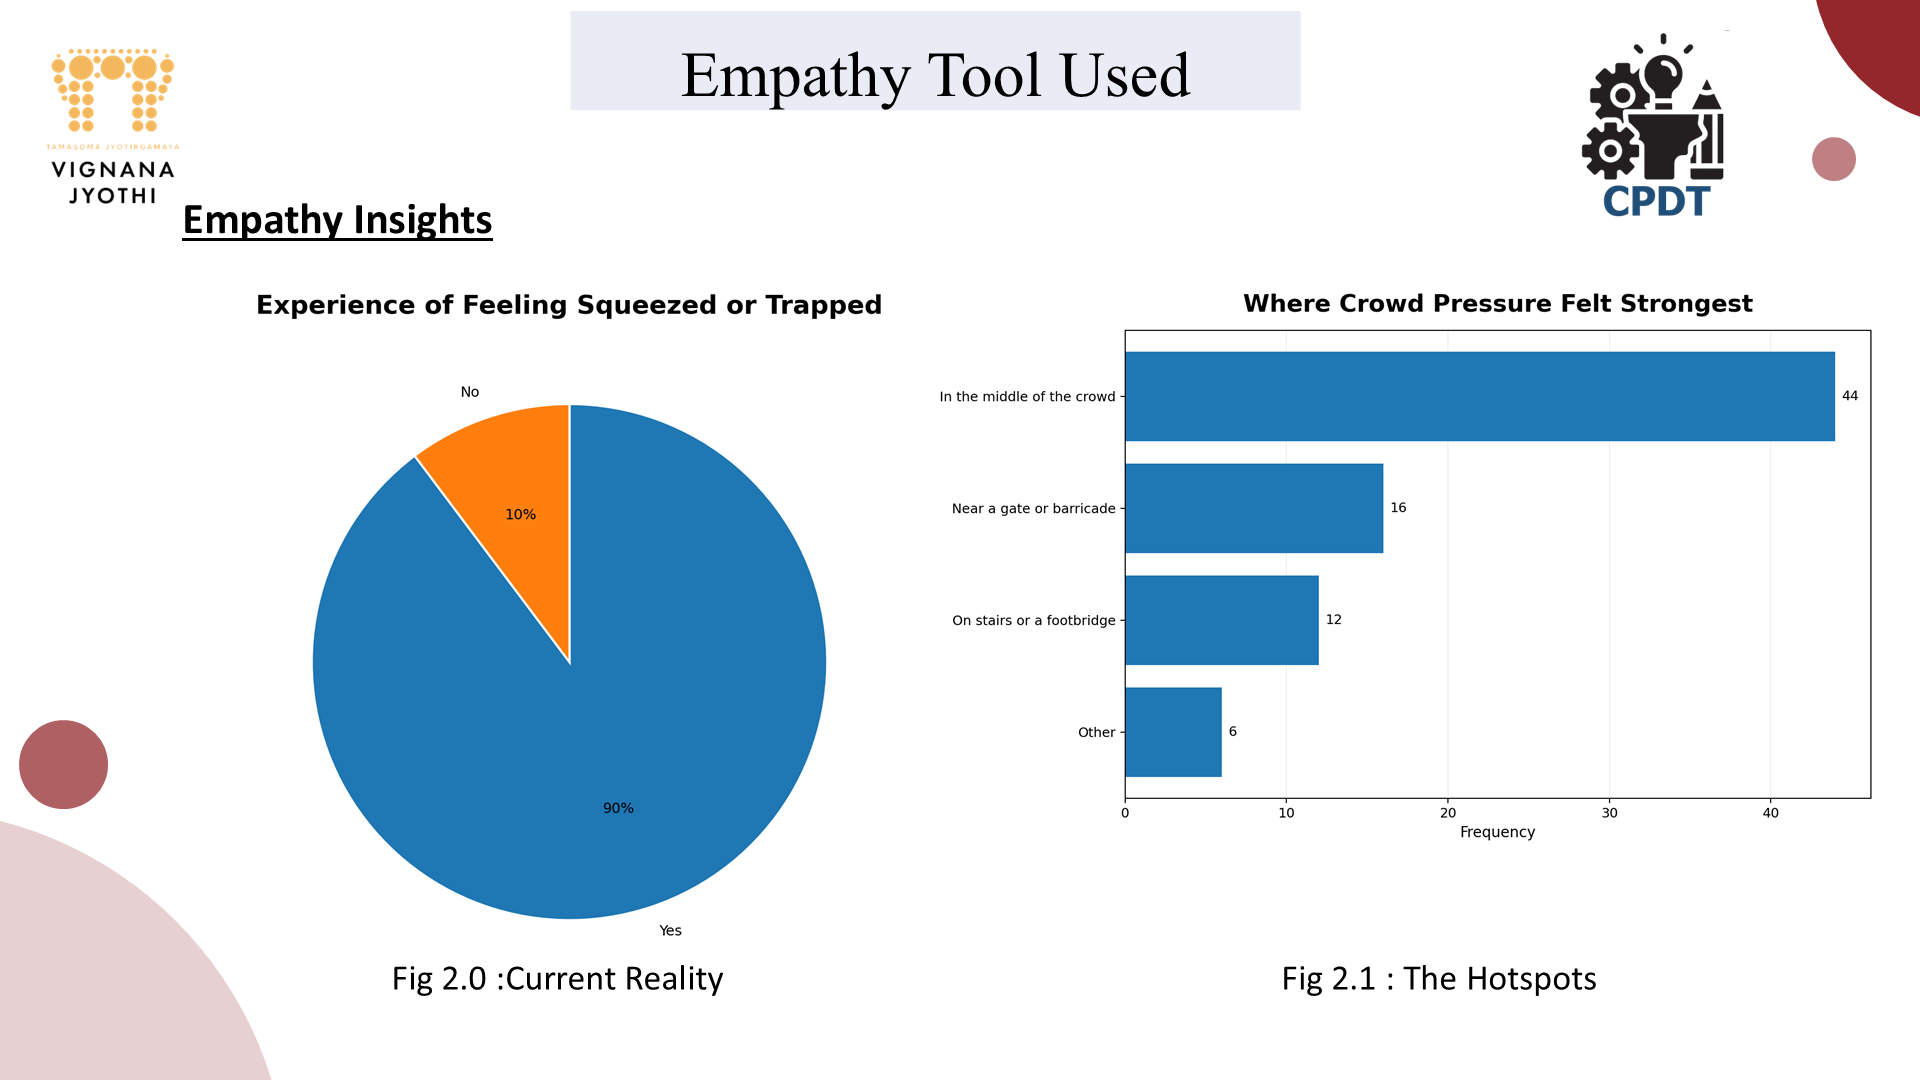 Empathy Tool Used
TAMASOMA JYOTIRGAMAYA
VIGNANA
JYOTHI
CPDT
Empathy Insights
Experience of Feeling Squeezed or Trapped
No
10%
90%
Yes
Fig 2.0 :Current Reality
Where Crowd Pressure Felt Strongest
In the middle of the crowd
44
Near a gate or barricade
16
On stairs or a footbridge
12
Other
6
0 10 20 30 40
Frequency
Fig 2.1 : The Hotspots